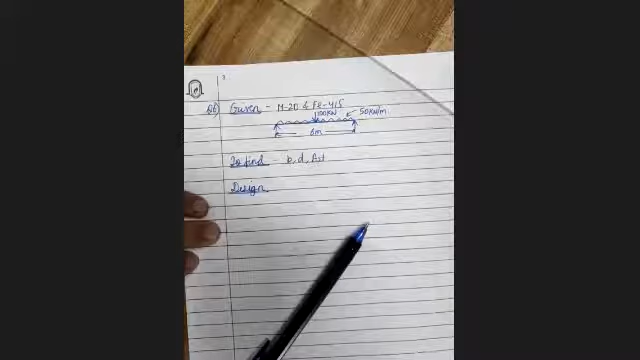 Q6) Given - M-20 & Fe-415
100KN 50KN/m
6m
To find - b, d, Ast
Design